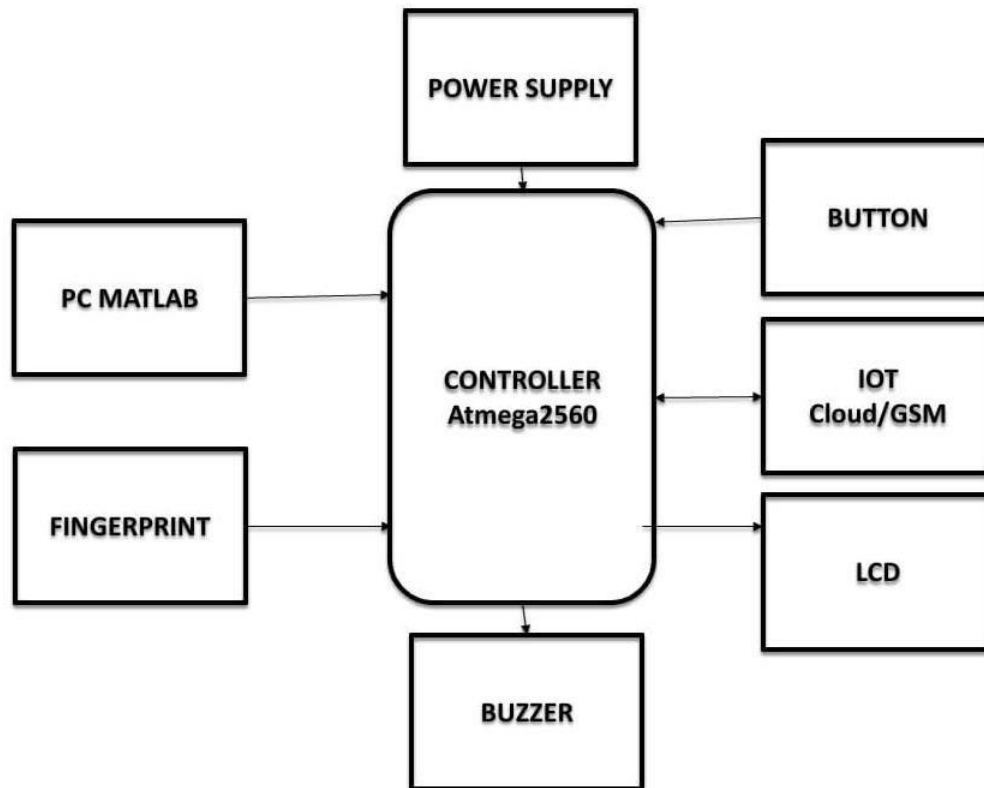 POWER SUPPLY
BUTTON
PC MATLAB
CONTROLLER
Atmega2560
IOT
Cloud/GSM
FINGERPRINT
LCD
BUZZER